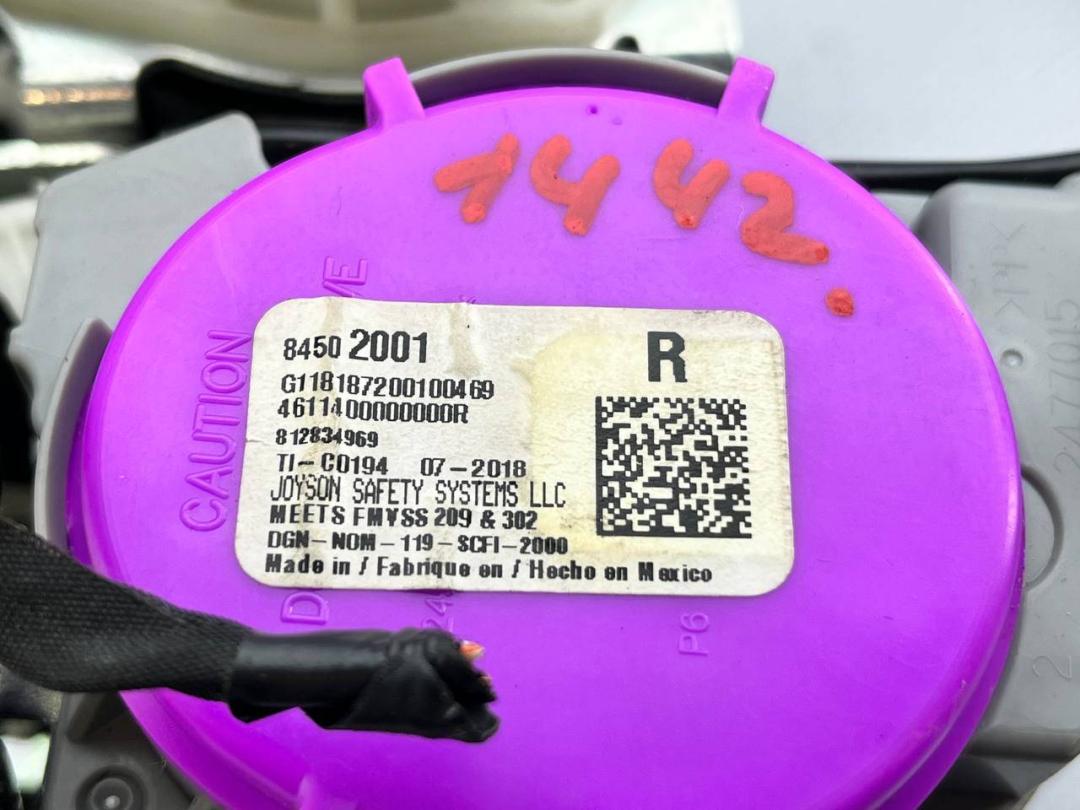 1442.
CAUTION
8450 2001
R
G118187200100469
4611400000000R
812834969
TI-C0194 07-2018
JOYSON SAFETY SYSTEMS LLC
MEETS FMVSS 209 & 302
DGN-NOM-119-SCFI-2000
Made in / Fabrique en / Hecho en Mexico
P6